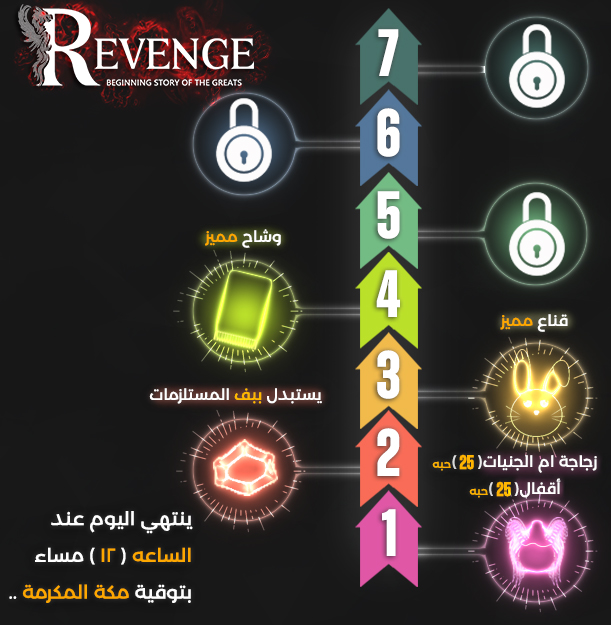 REVENGE
BEGINNING STORY OF THE GREATS
7
6
5
وشاح مميز
4
قناع مميز
3
يستبدل ببف المستلزمات
2
زجاجة ام الجنيات( 25 )حبه
أقفال( 25 )حبه
1
ينتهي اليوم عند
الساعه ( ١٢ ) مساء
بتوقية مكة المكرمة ..